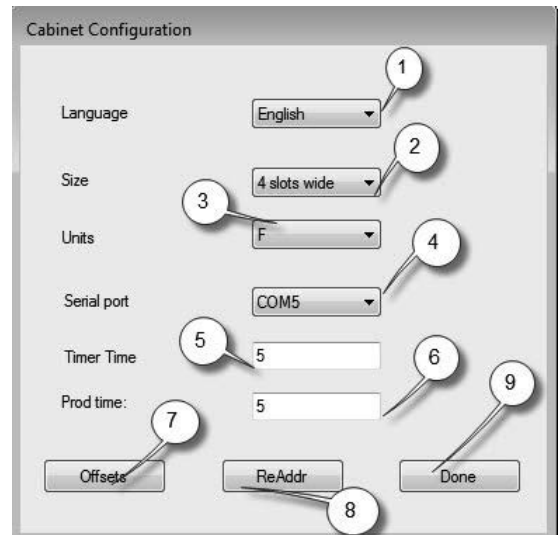 Cabinet Configuration
1
Language English
2
Size 4 slots wide
3
Units F
4
Serial port COM5
5
Timer Time 5
6
Prod time: 5
7
9
Offsets ReAddr Done
8